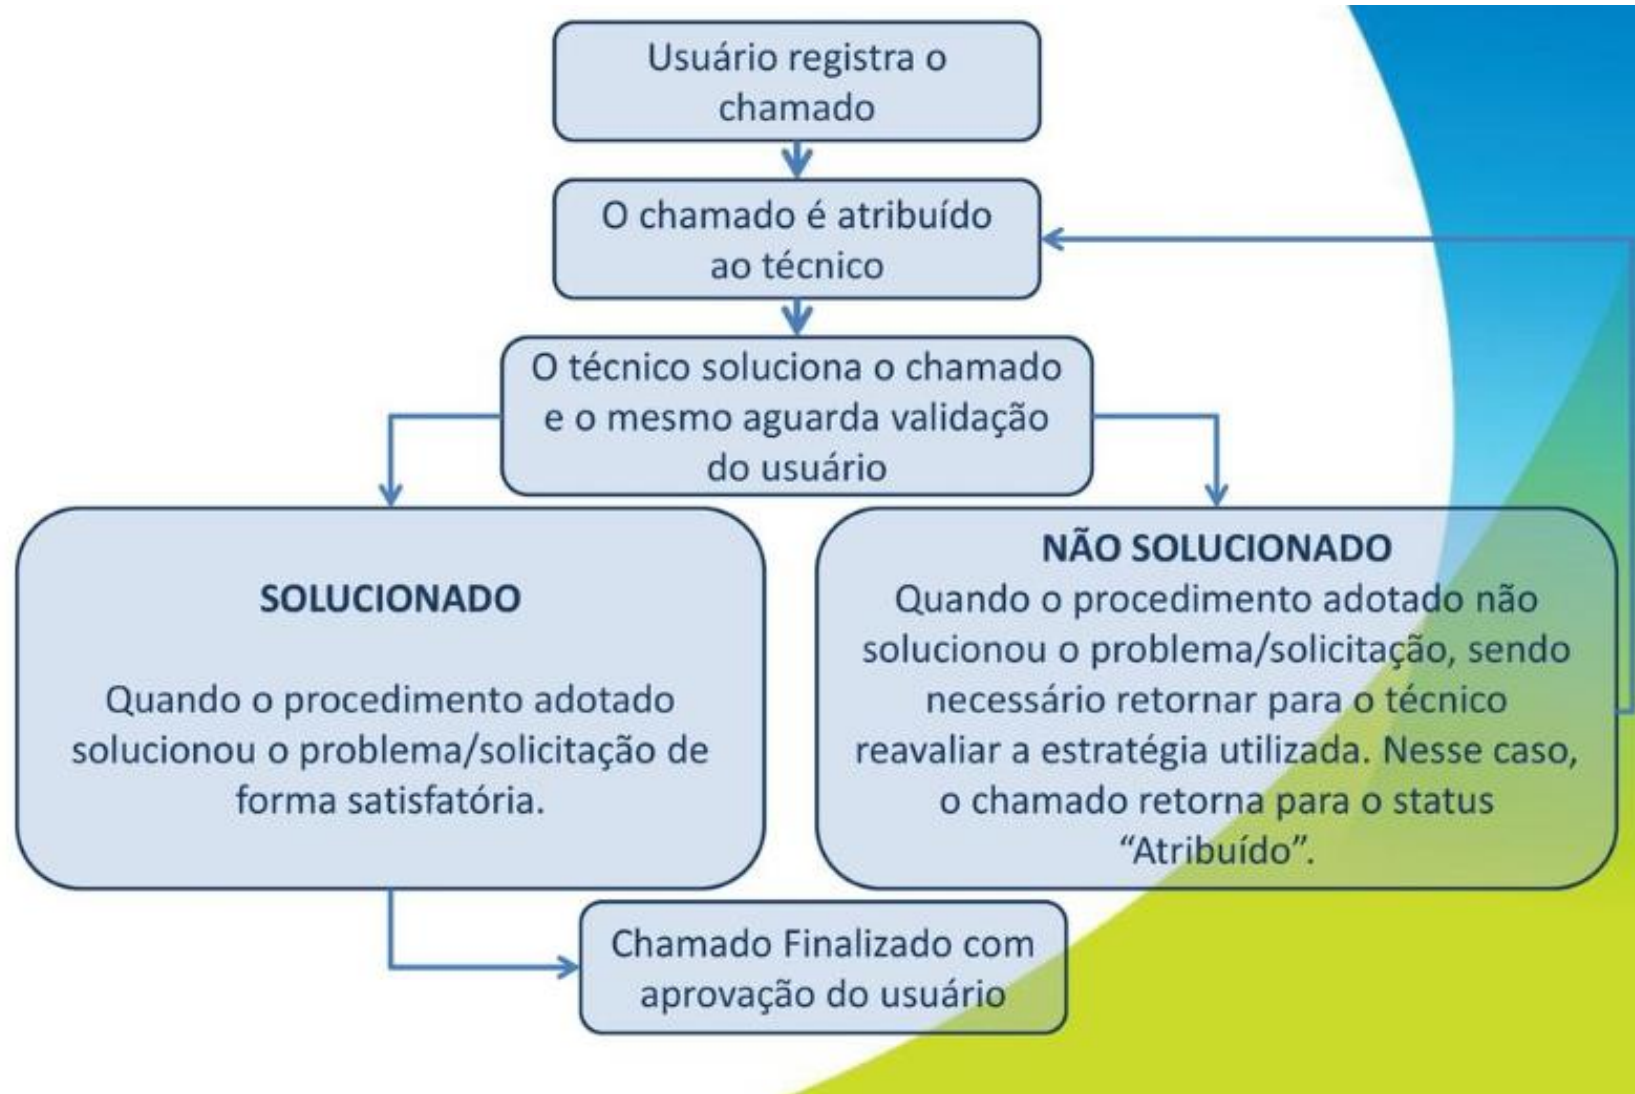 Usuário registra o
chamado
O chamado é atribuído
ao técnico
O técnico soluciona o chamado
e o mesmo aguarda validação
do usuário
SOLUCIONADO
Quando o procedimento adotado
solucionou o problema/solicitação de
forma satisfatória.
NÃO SOLUCIONADO
Quando o procedimento adotado não
solucionou o problema/solicitação, sendo
necessário retornar para o técnico
reavaliar a estratégia utilizada. Nesse caso,
o chamado retorna para o status
“Atribuído”.
Chamado Finalizado com
aprovação do usuário